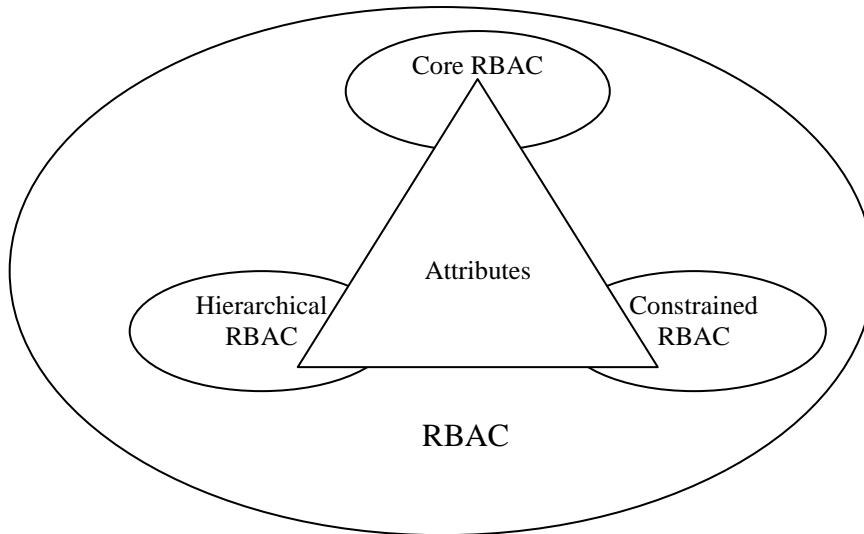 Core RBAC
Attributes
Hierarchical
RBAC
Constrained
RBAC
RBAC